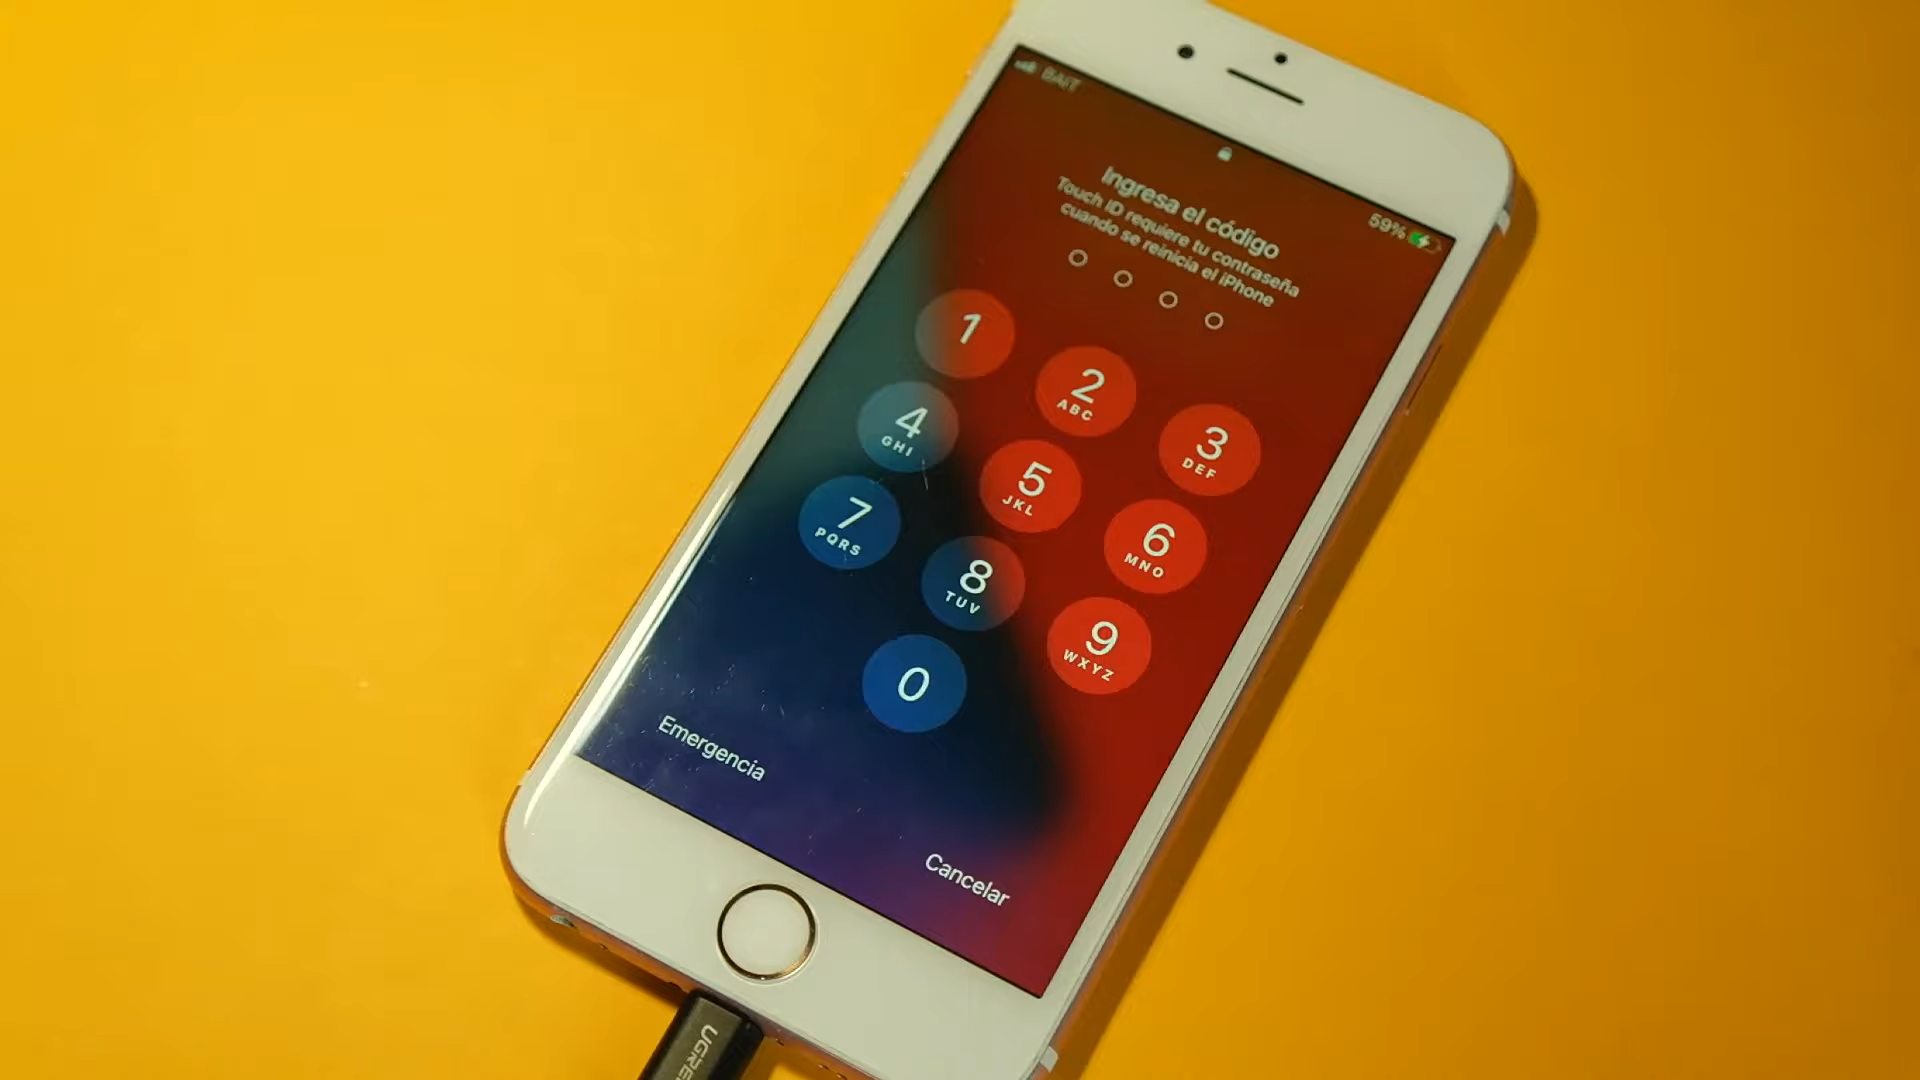 BAIT
59%
Ingresa el código
Touch ID requiere tu contraseña
cuando se reinicia el iPhone
1
2
ABC
3
DEF
4
GHI
5
JKL
6
MNO
7
PQRS
8
TUV
9
WXYZ
0
Emergencia
Cancelar